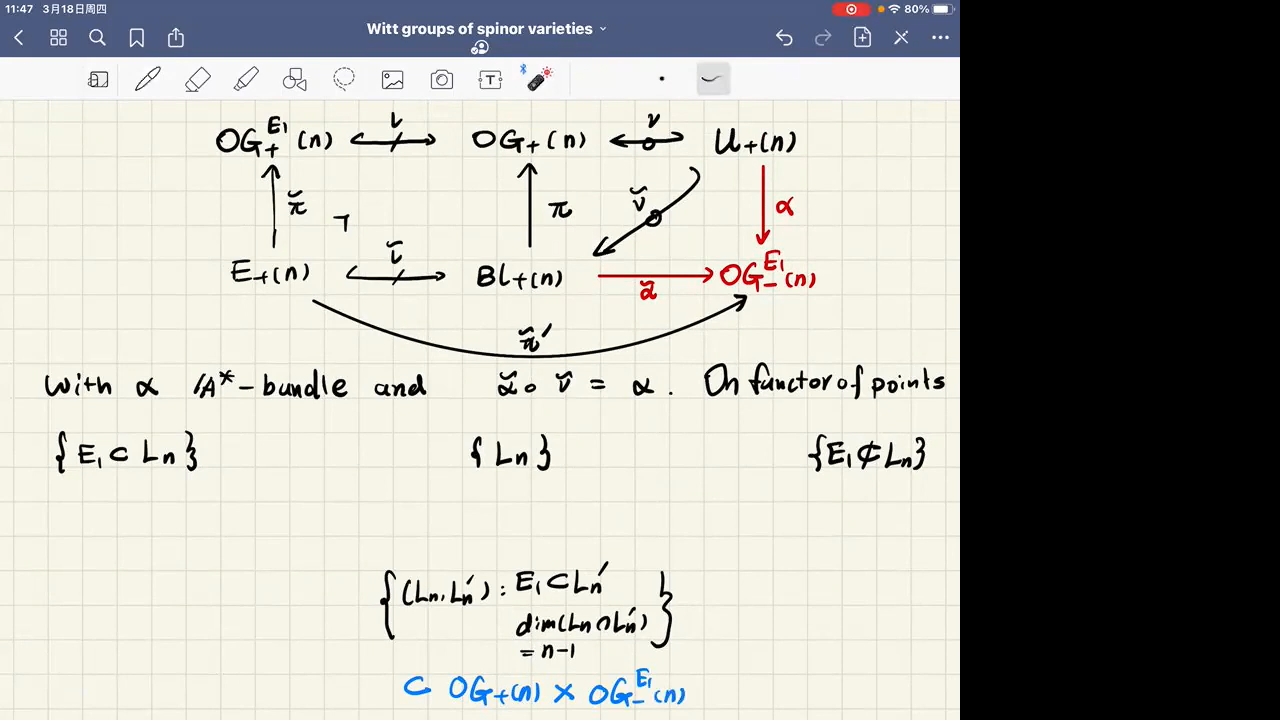 11:47 3月18日周四 80%
Witt groups of spinor varieties
T
OG₊^{E₁}(n) ι OG₊(n) ν U₊(n)
π̃ π ν̃ α
E₊(n) ι̃ Bl₊(n) α̃ OG₋^{E₁}(n)
π̃′
with α /A*-bundle and α̃ ∘ ν̃ = α. On functor of points
{E₁ ⊂ Lₙ} {Lₙ} {E₁ ⊄ Lₙ}
{(Lₙ, Lₙ′) : E₁ ⊂ Lₙ′
dim(Lₙ ∩ Lₙ′)
= n-1}
⊂ OG₊(n) × OG₋^{E₁}(n)